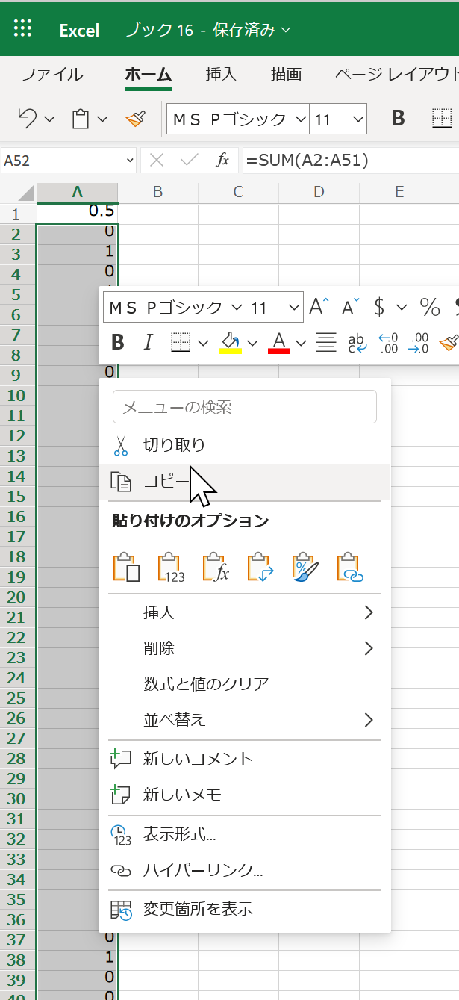 Excel ブック 16 - 保存済み
ファイル ホーム 挿入 描画 ページ レイアウト
ＭＳ Ｐゴシック 11 B
A52 fx =SUM(A2:A51)
A B C D E
1 0.5
2 0
3 1
4 0
5
ＭＳ Ｐゴシック 11 A A $ %
6
7
B I A ab c .0 .00 .00 .0
8
9 0
10
メニューの検索
11
12
切り取り
13
14
コピー
15
16
貼り付けのオプション
17
18
19
123 fx %
20
21
挿入
22
23
削除
24
数式と値のクリア
25
26
並べ替え
27
28
新しいコメント
29
30
新しいメモ
31
32
123 表示形式...
33
34
ハイパーリンク...
35
36
変更箇所を表示
37 0
38 1
39 0
40 0